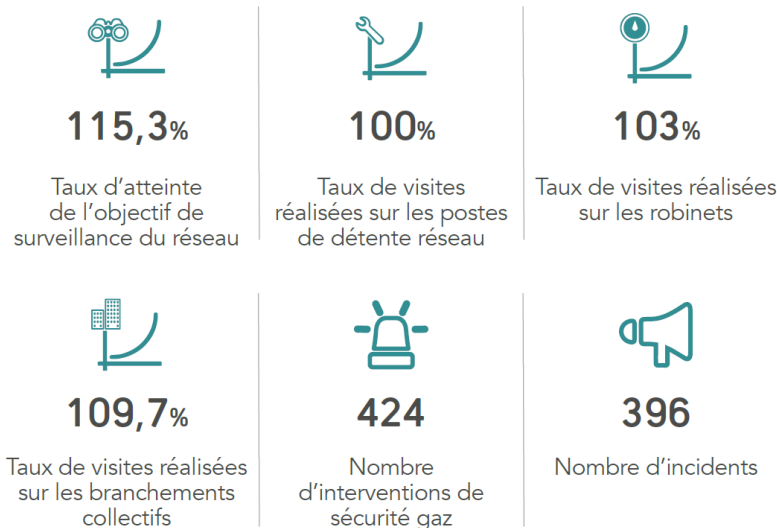 115,3%
Taux d’atteinte
de l’objectif de
surveillance du réseau
100%
Taux de visites
réalisées sur les postes
de détente réseau
103%
Taux de visites réalisées
sur les robinets
109,7%
Taux de visites réalisées
sur les branchements
collectifs
424
Nombre
d’interventions de
sécurité gaz
396
Nombre d’incidents